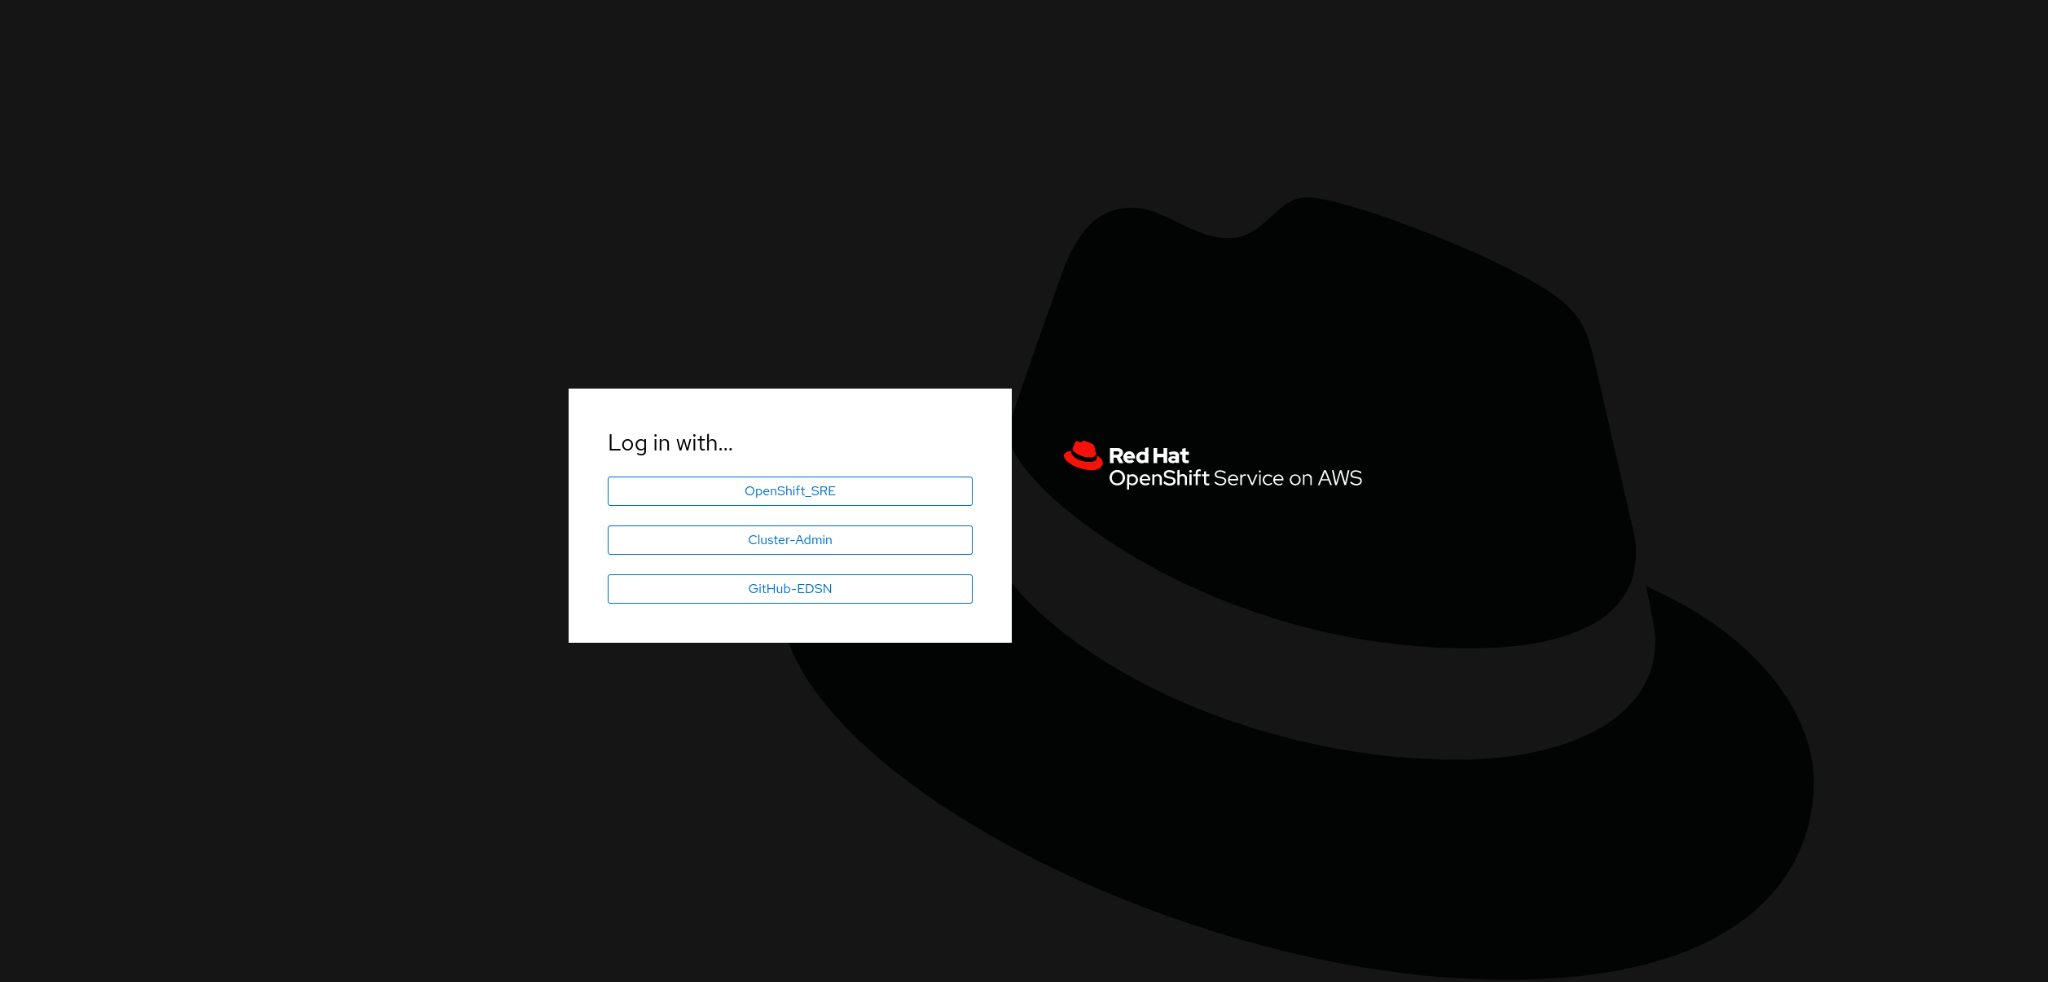 Log in with...
OpenShift_SRE
Cluster-Admin
GitHub-EDSN
Red Hat
OpenShift Service on AWS